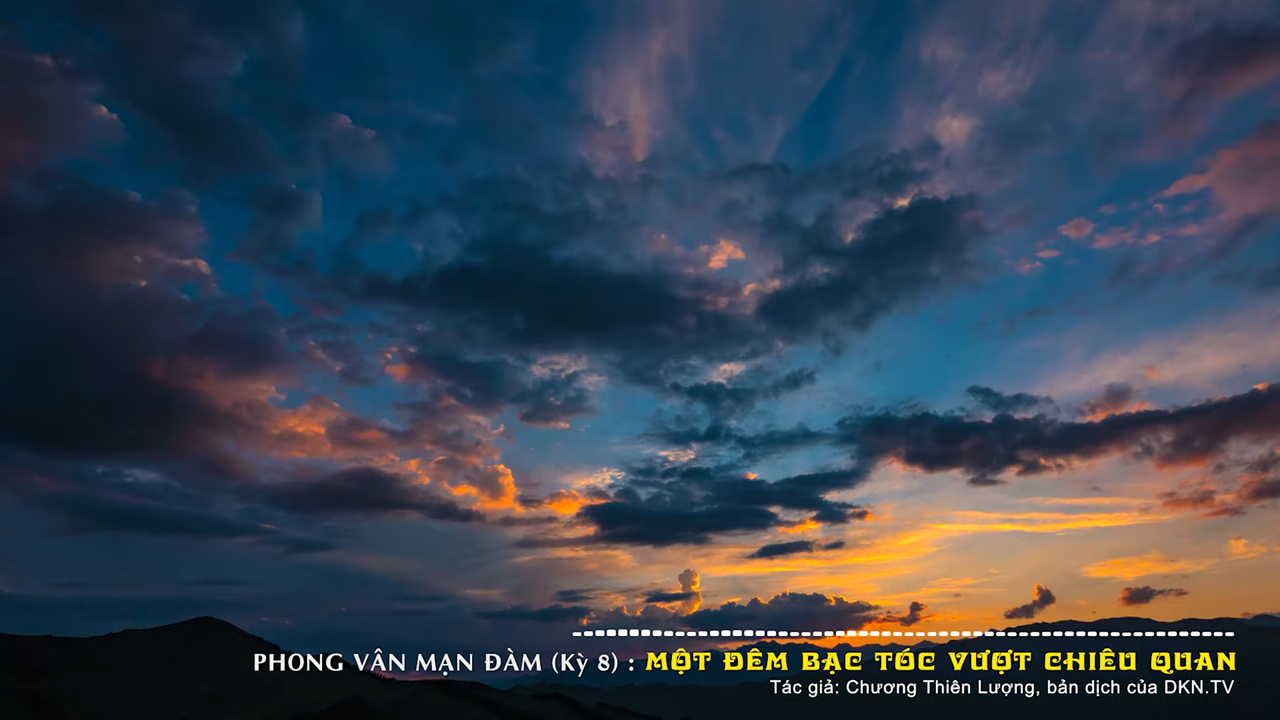 PHONG VÂN MẠN ĐÀM (Kỳ 8) : MỘT ĐÊM BẠC TÓC VƯỢT CHIÊU QUAN
Tác giả: Chương Thiên Lượng, bản dịch của DKN.TV